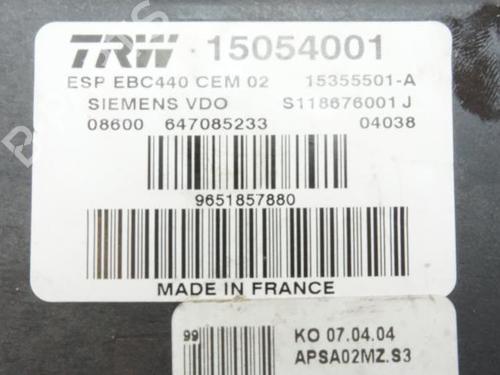 TRW 15054001
ESP EBC440 CEM 02 15355501-A
SIEMENS VDO S118676001 J
08600 647085233 04038
9651857880
MADE IN FRANCE
99 KO 07.04.04
APSA02MZ.S3